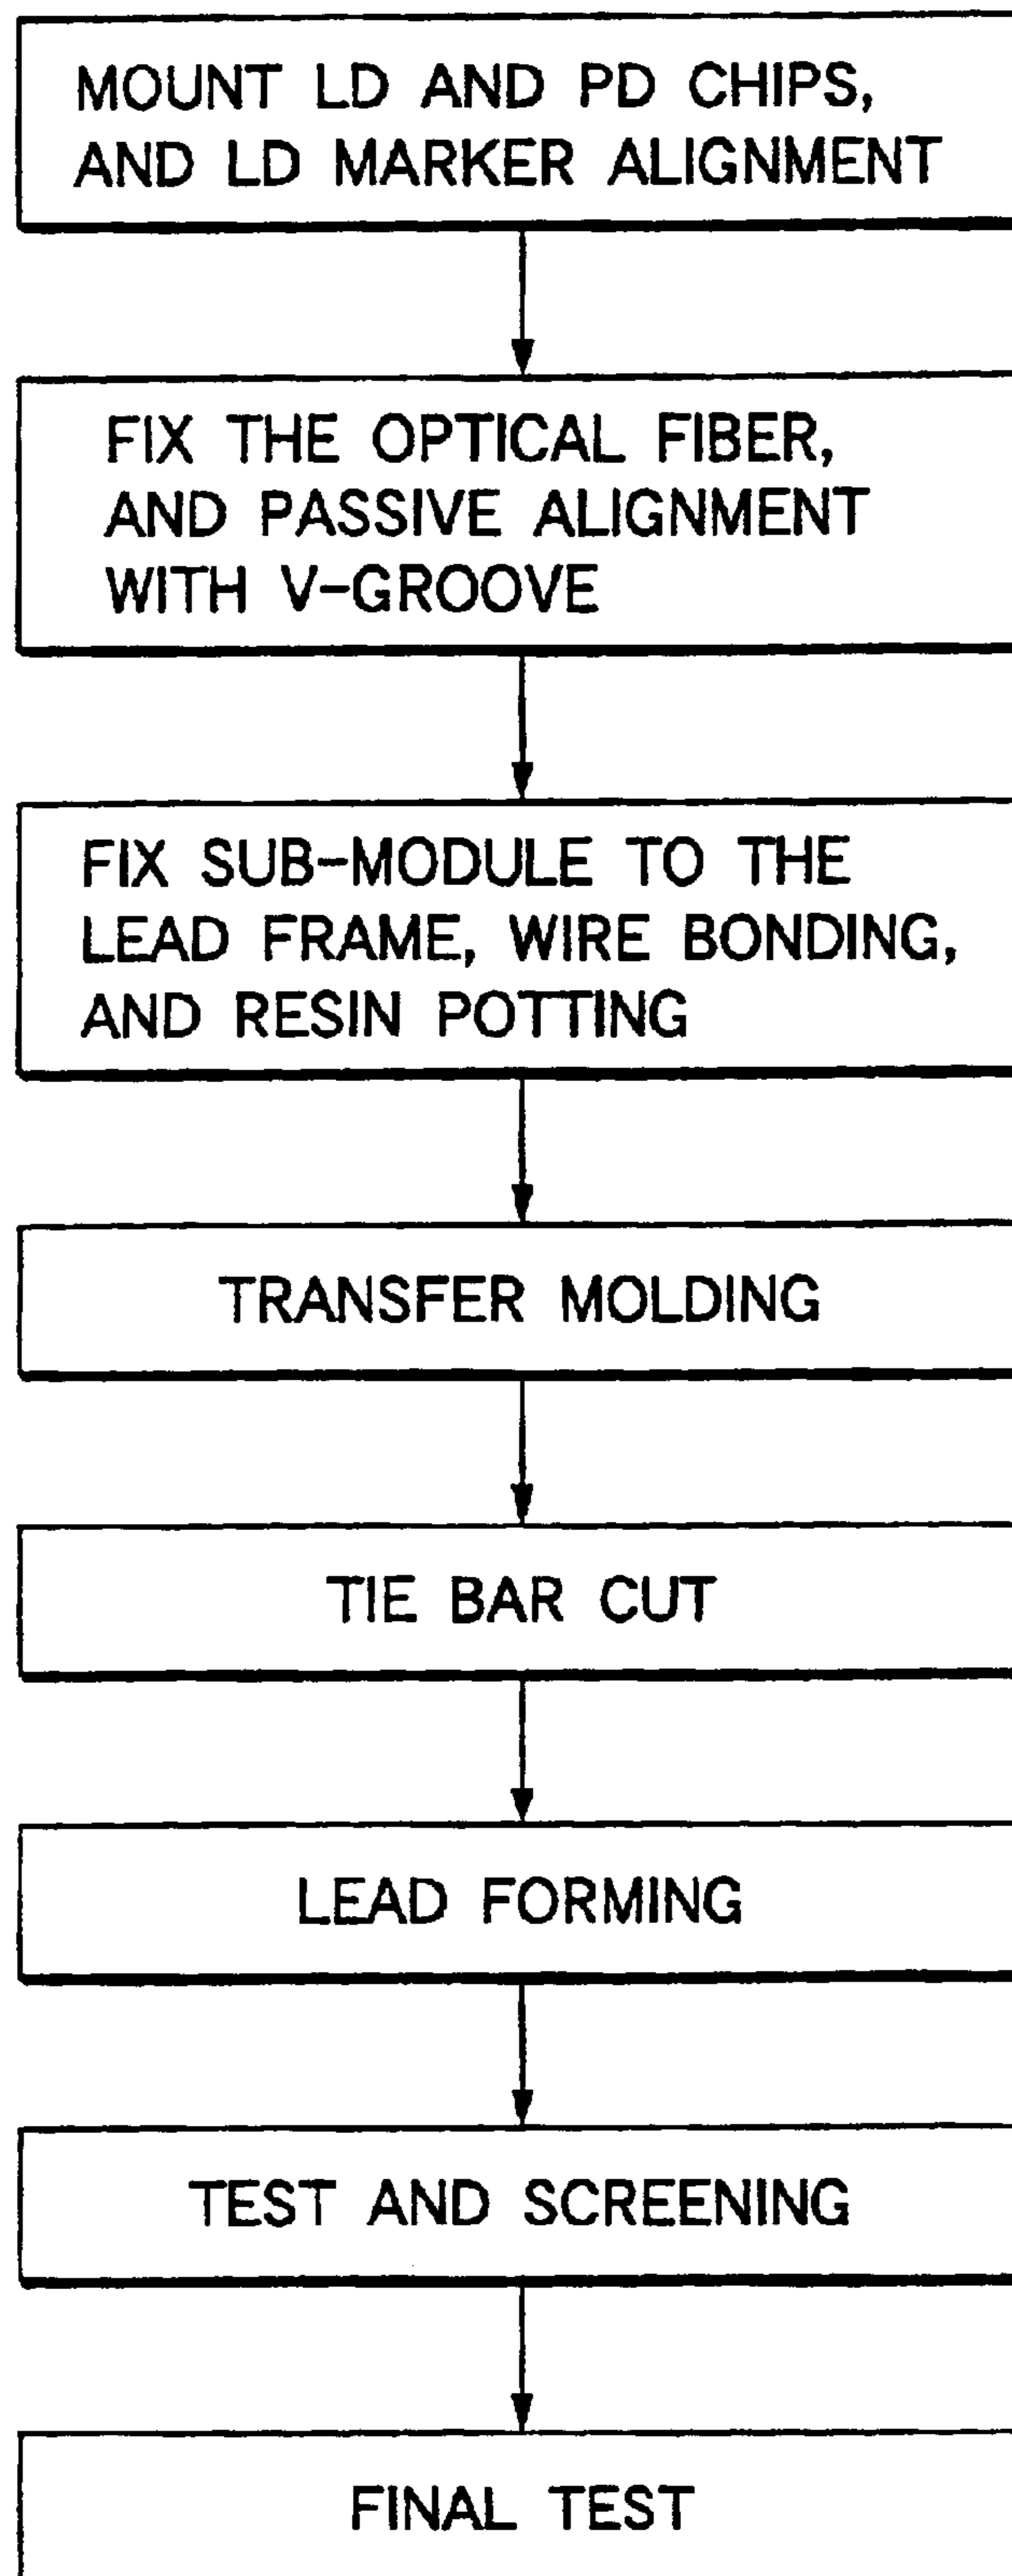 MOUNT LD AND PD CHIPS,
AND LD MARKER ALIGNMENT
FIX THE OPTICAL FIBER,
AND PASSIVE ALIGNMENT
WITH V-GROOVE
FIX SUB-MODULE TO THE
LEAD FRAME, WIRE BONDING,
AND RESIN POTTING
TRANSFER MOLDING
TIE BAR CUT
LEAD FORMING
TEST AND SCREENING
FINAL TEST